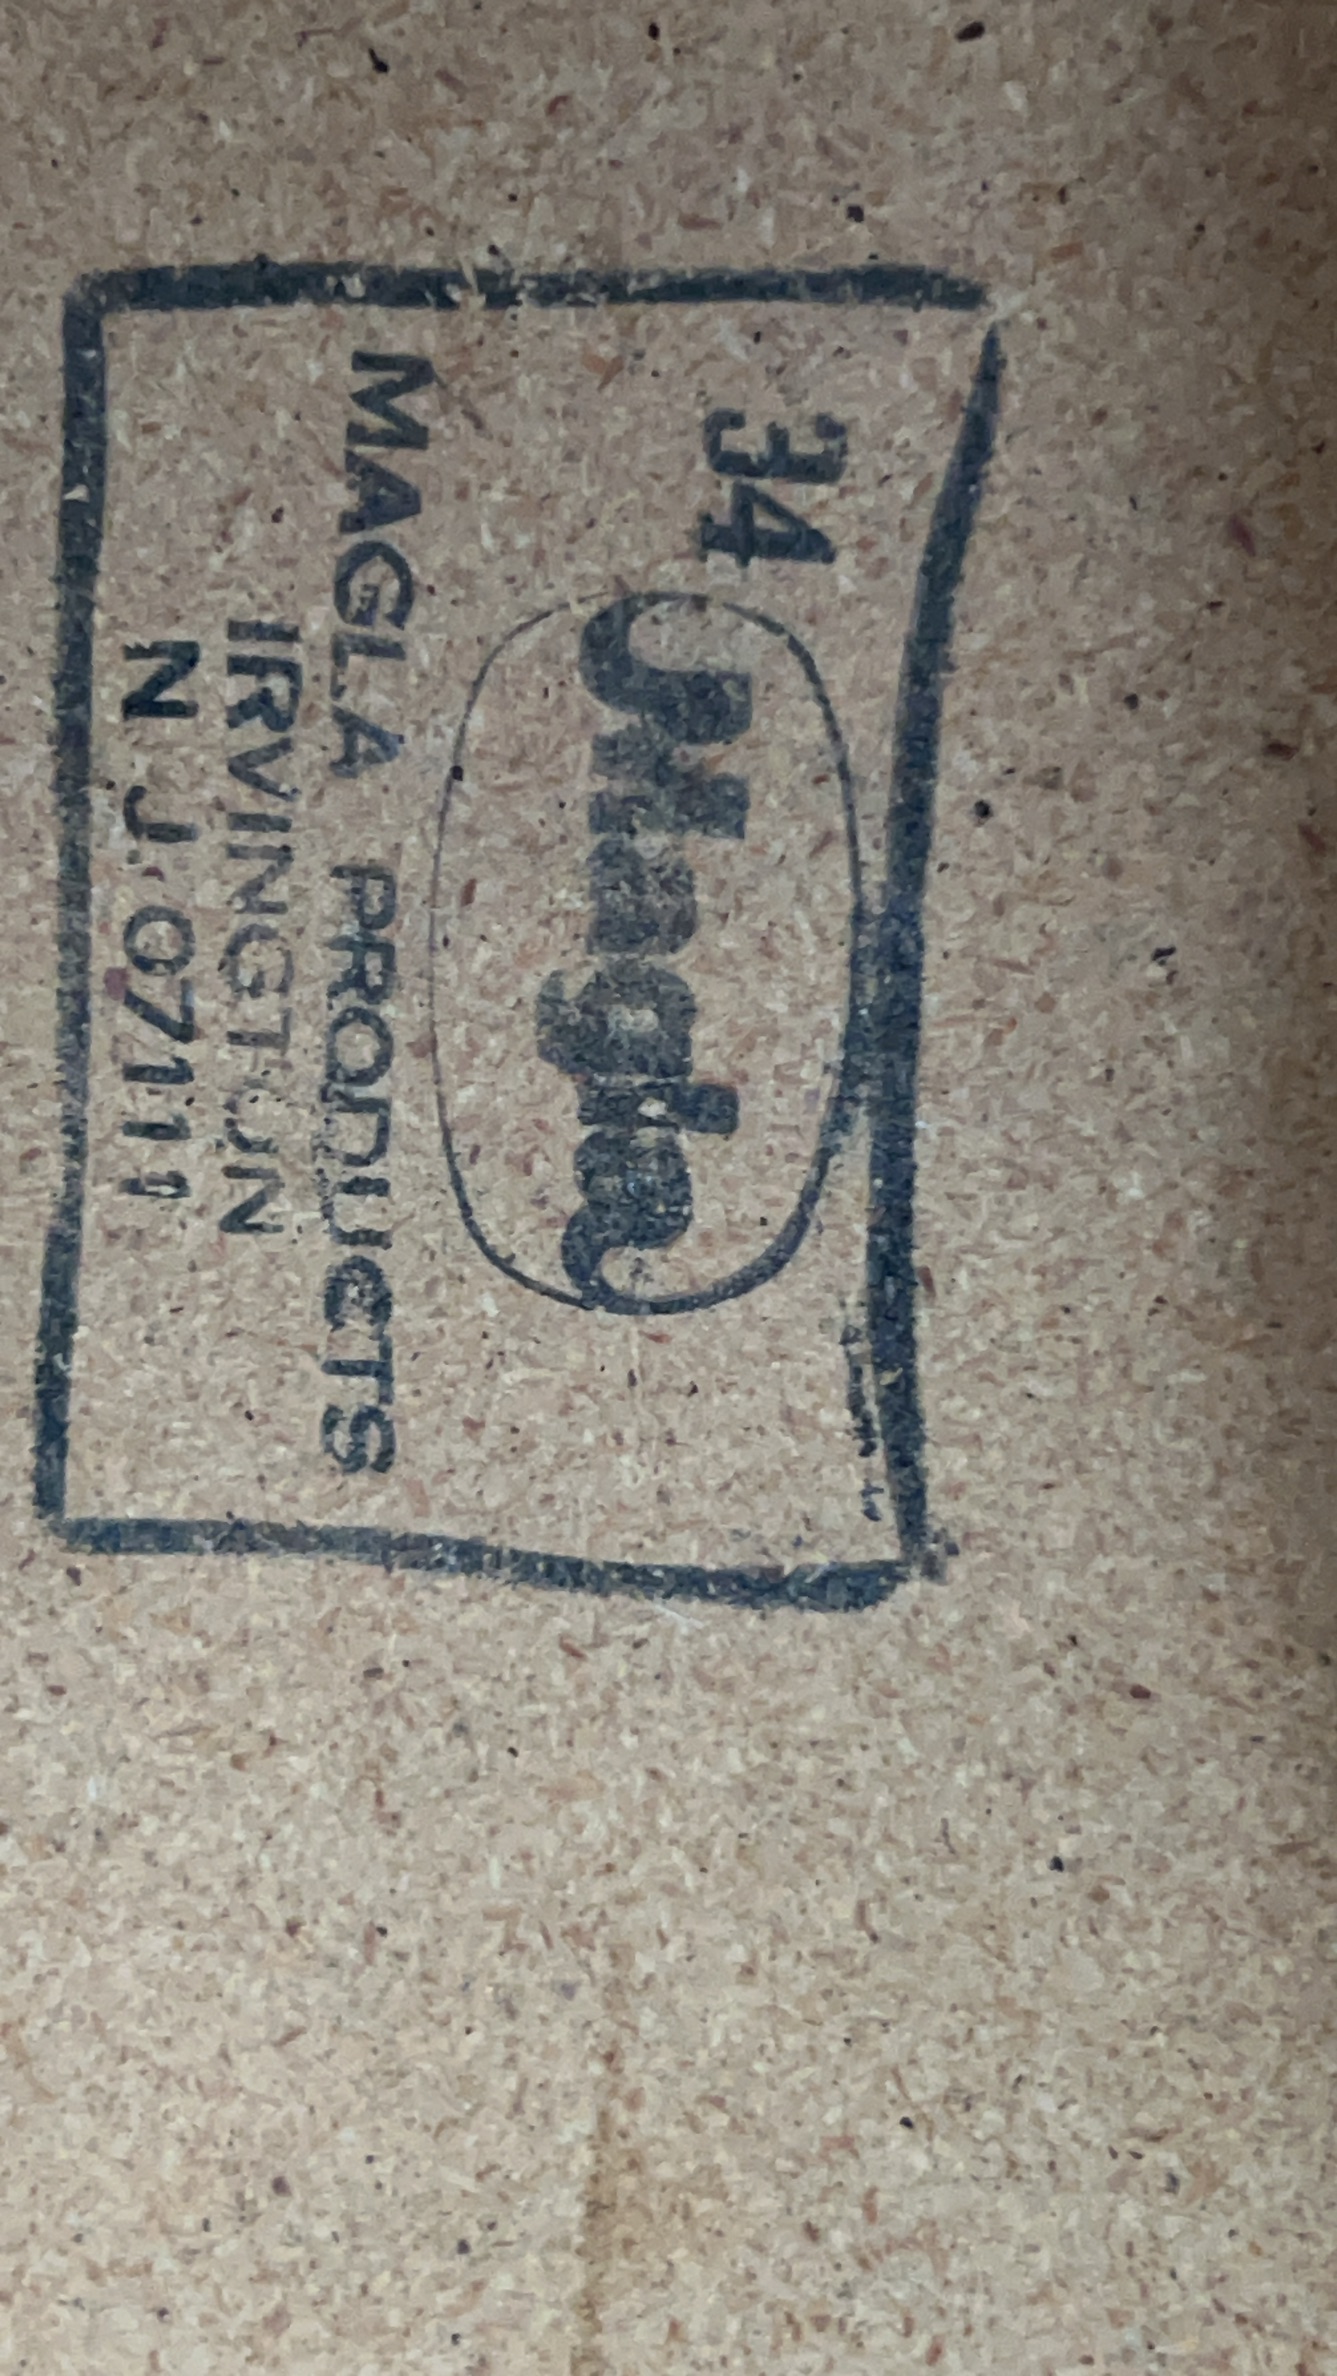 34
Magla
MAGLA PRODUCTS
IRVINGTON
N.J. 07111